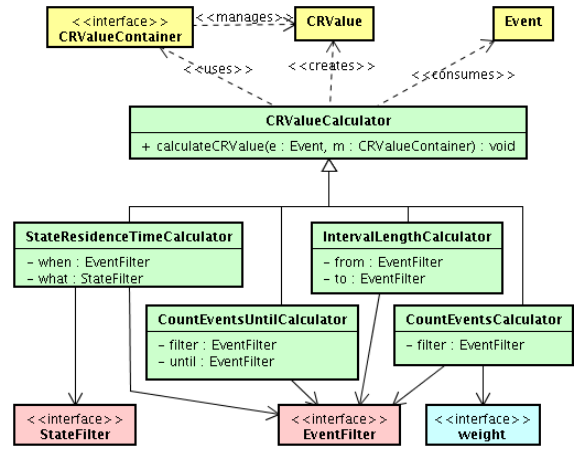 <<interface>>
CRValueContainer
<<manages>>
CRValue
Event
<<uses>>
<<creates>>
<<consumes>>
CRValueCalculator
+ calculateCRValue(e : Event, m : CRValueContainer) : void
StateResidenceTimeCalculator
- when : EventFilter
- what : StateFilter
IntervalLengthCalculator
- from : EventFilter
- to : EventFilter
CountEventsUntilCalculator
- filter : EventFilter
- until : EventFilter
CountEventsCalculator
- filter : EventFilter
<<interface>>
StateFilter
<<interface>>
EventFilter
<<interface>>
weight